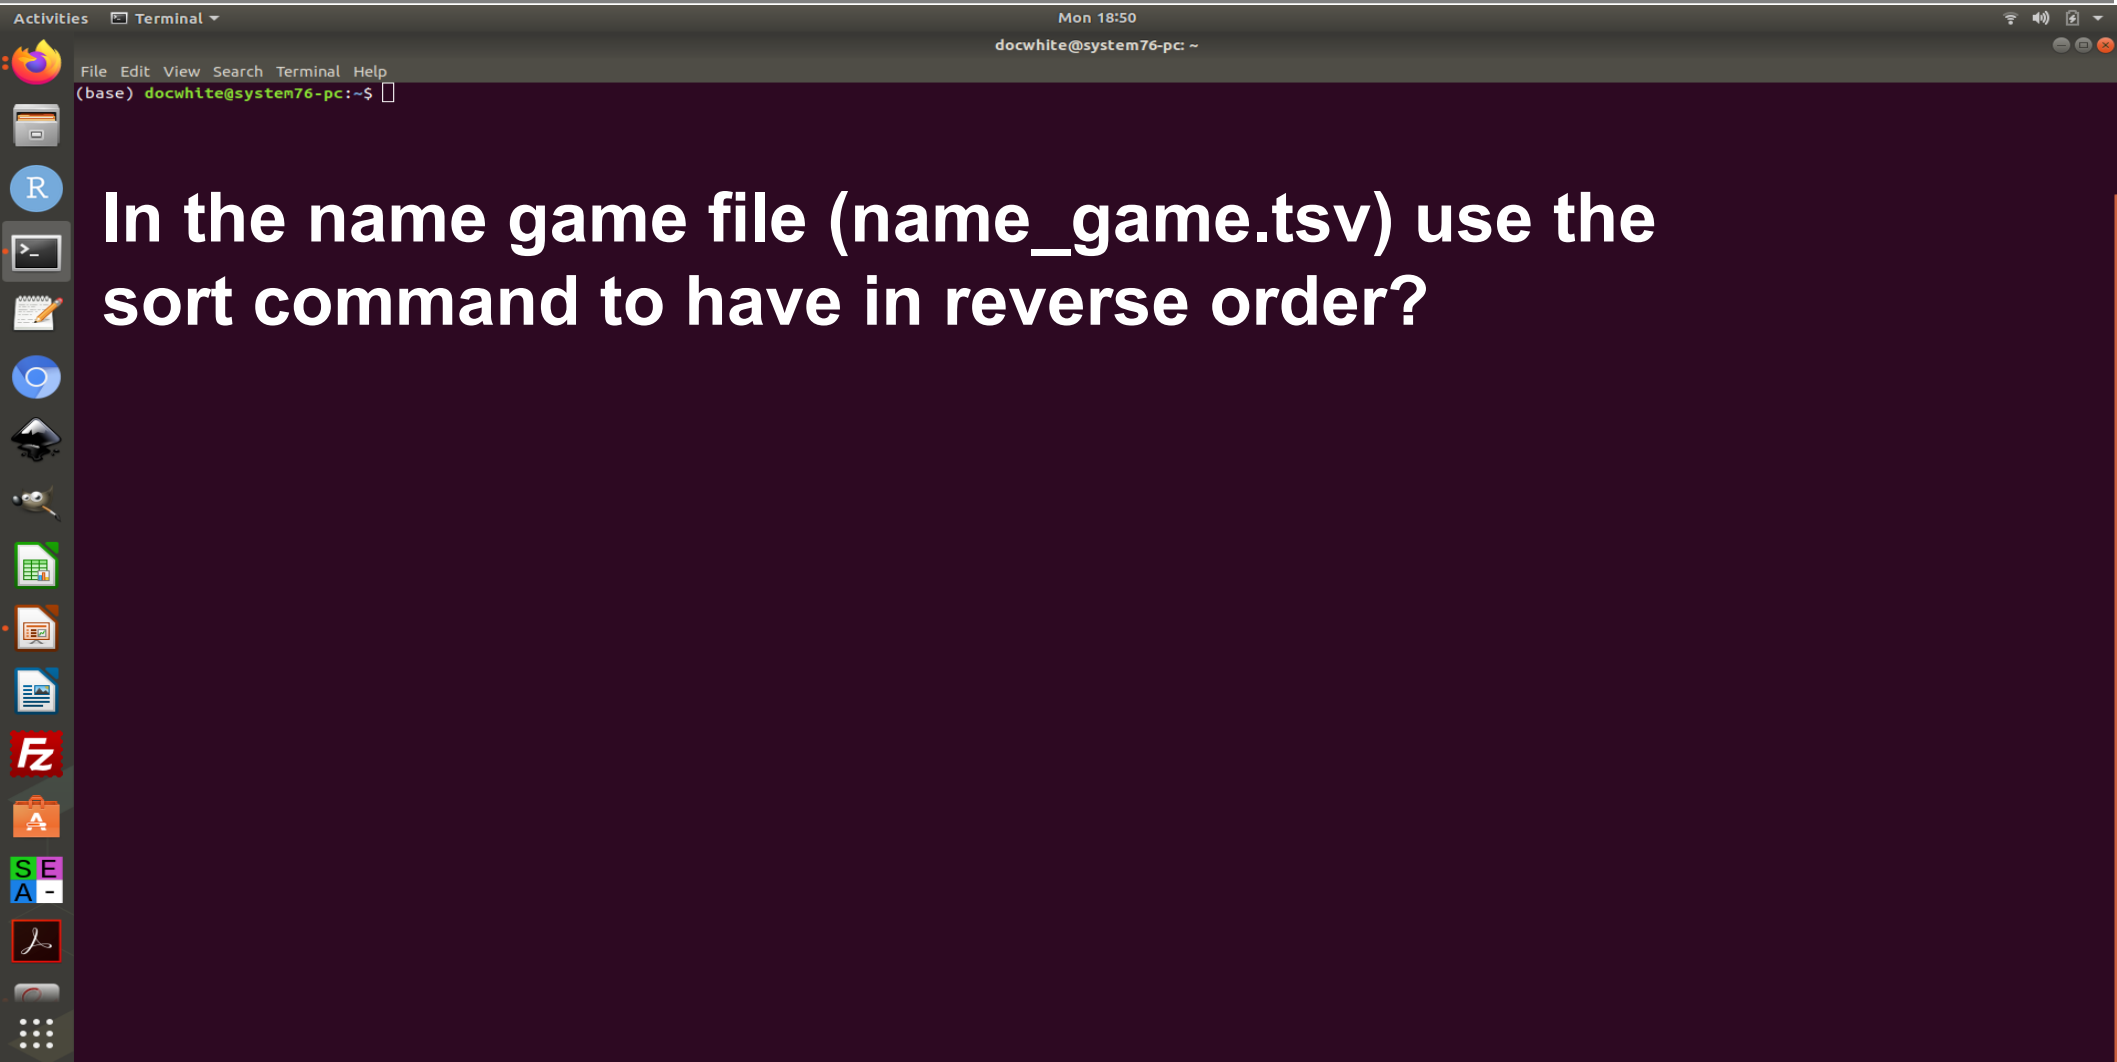 Activities Terminal Mon 18:50
docwhite@system76-pc: ~
File Edit View Search Terminal Help
(base) docwhite@system76-pc:~$
In the name game file (name_game.tsv) use the
sort command to have in reverse order?
R
>_
Fz
A
S E
A -